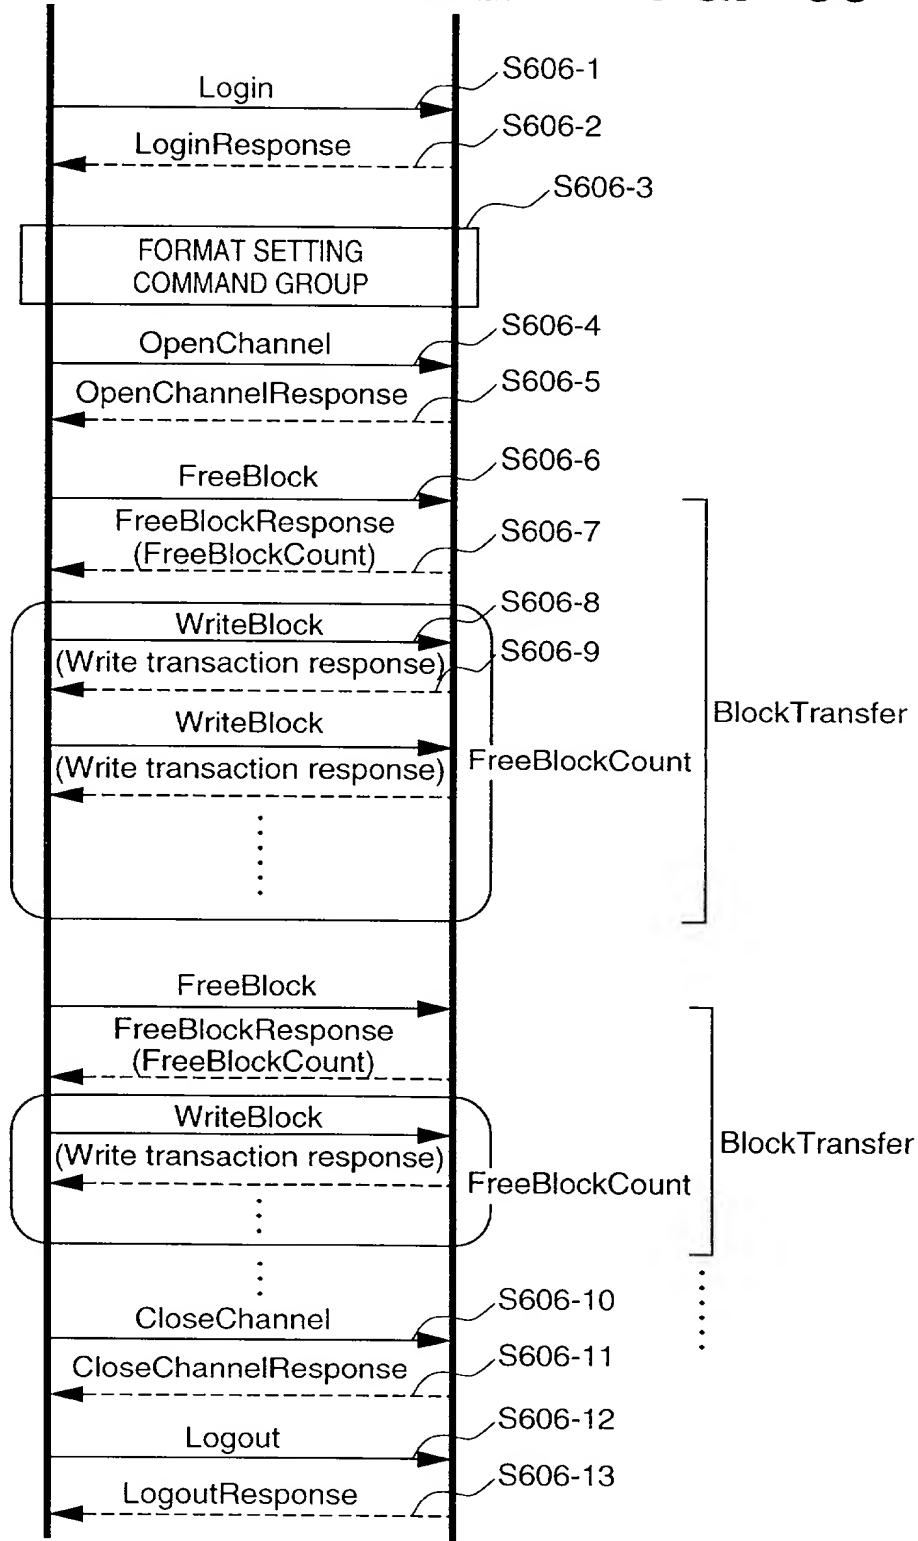 Login
S606-1
S606-2
LoginResponse
S606-3
FORMAT SETTING
COMMAND GROUP
S606-4
OpenChannel
S606-5
OpenChannelResponse
S606-6
FreeBlock
FreeBlockResponse
S606-7
(FreeBlockCount)
S606-8
WriteBlock
(Write transaction response)
S606-9
WriteBlock
BlockTransfer
(Write transaction response)
FreeBlockCount
FreeBlock
FreeBlockResponse
(FreeBlockCount)
WriteBlock
BlockTransfer
(Write transaction response)
FreeBlockCount
S606-10
CloseChannel
S606-11
CloseChannelResponse
S606-12
Logout
S606-13
LogoutResponse